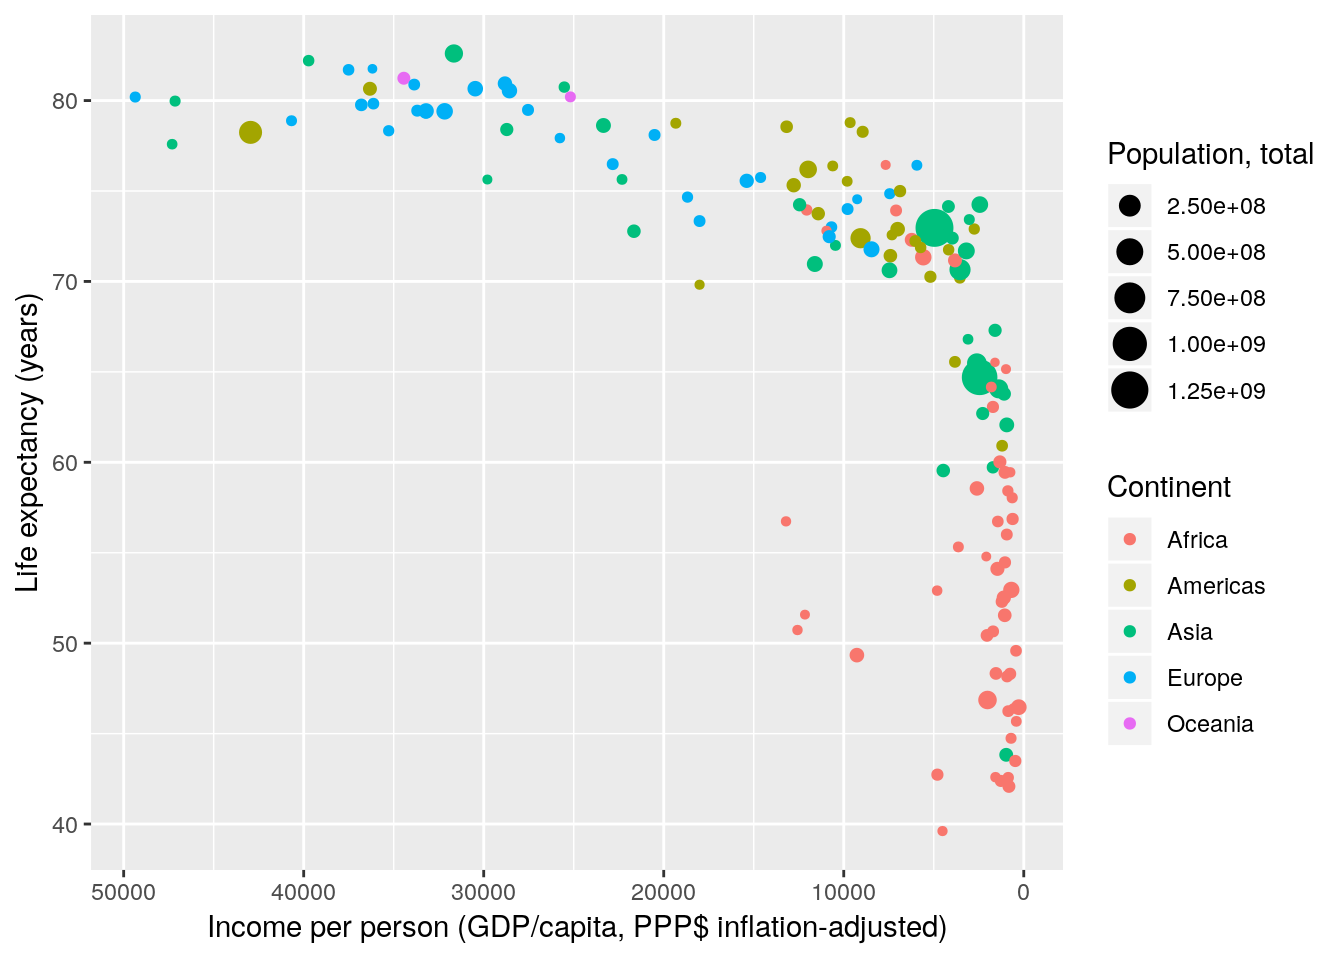 80
70
60
50
40
Life expectancy (years)
50000 40000 30000 20000 10000 0
Income per person (GDP/capita, PPP$ inflation-adjusted)
Population, total
2.50e+08
5.00e+08
7.50e+08
1.00e+09
1.25e+09
Continent
Africa
Americas
Asia
Europe
Oceania